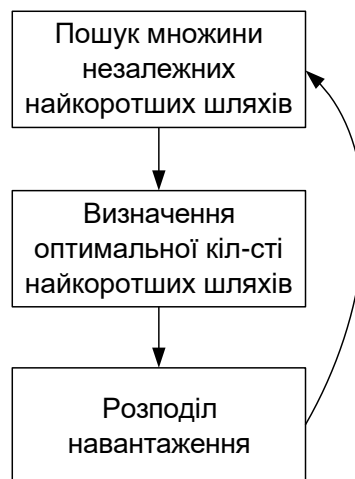 Пошук множини
незалежних
найкоротших шляхів
Визначення
оптимальної кіл-сті
найкоротших шляхів
Розподіл
навантаження